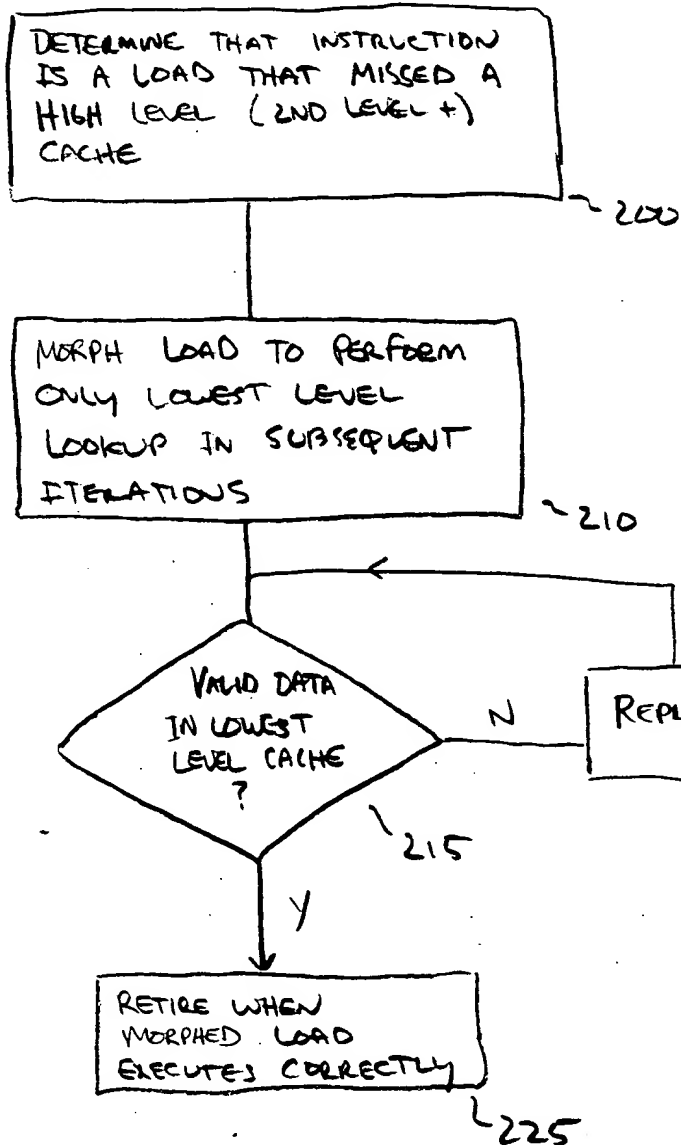 DETERMINE THAT INSTRUCTION
IS A LOAD THAT MISSED A
HIGH LEVEL (2ND LEVEL +)
CACHE
200
MORPH LOAD TO PERFORM
ONLY LOWEST LEVEL
LOOKUP IN SUBSEQUENT
ITERATIONS
210
VALID DATA
IN LOWEST
LEVEL CACHE
?
N
REPL
215
Y
RETIRE WHEN
MORPHED LOAD
EXECUTES CORRECTLY
225